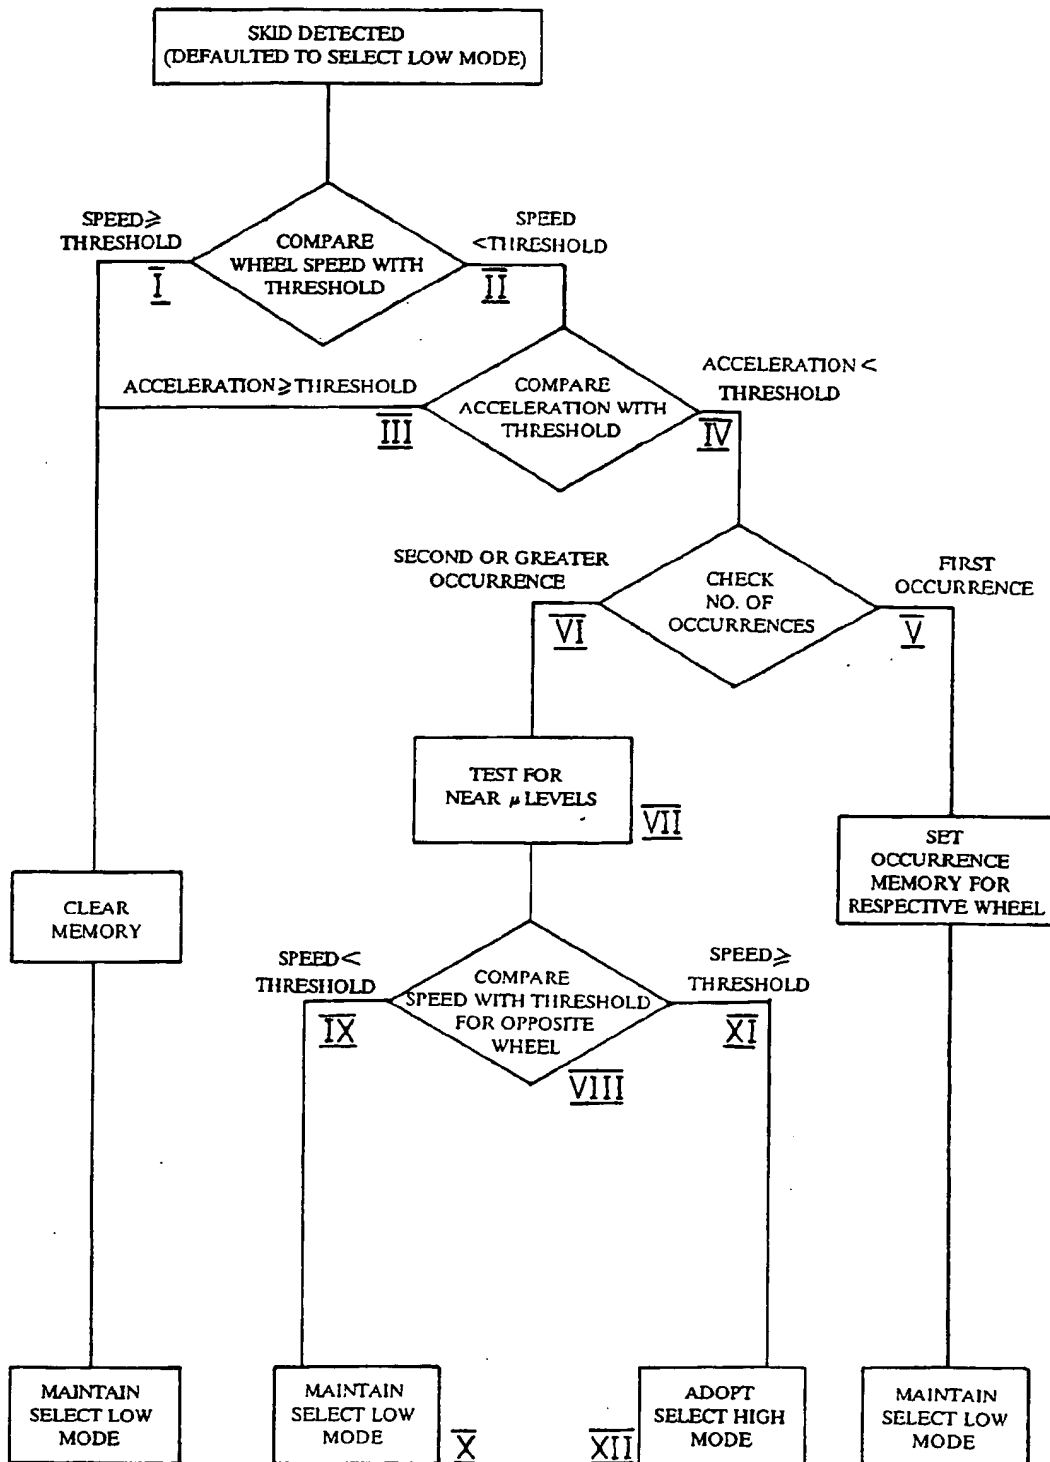 SKID DETECTED
(DEFAULTED TO SELECT LOW MODE)
SPEED≥
THRESHOLD
I
COMPARE
WHEEL SPEED WITH
THRESHOLD
SPEED
<THRESHOLD
II
ACCELERATION≥THRESHOLD
III
COMPARE
ACCELERATION WITH
THRESHOLD
ACCELERATION<
THRESHOLD
IV
SECOND OR GREATER
OCCURRENCE
VI
CHECK
NO. OF
OCCURRENCES
FIRST
OCCURRENCE
V
TEST FOR
NEAR μ LEVELS
VII
SET
OCCURRENCE
MEMORY FOR
RESPECTIVE WHEEL
CLEAR
MEMORY
SPEED<
THRESHOLD
IX
COMPARE
SPEED WITH THRESHOLD
FOR OPPOSITE
WHEEL
VIII
SPEED≥
THRESHOLD
XI
MAINTAIN
SELECT LOW
MODE
MAINTAIN
SELECT LOW
MODE
X
XII
ADOPT
SELECT HIGH
MODE
MAINTAIN
SELECT LOW
MODE